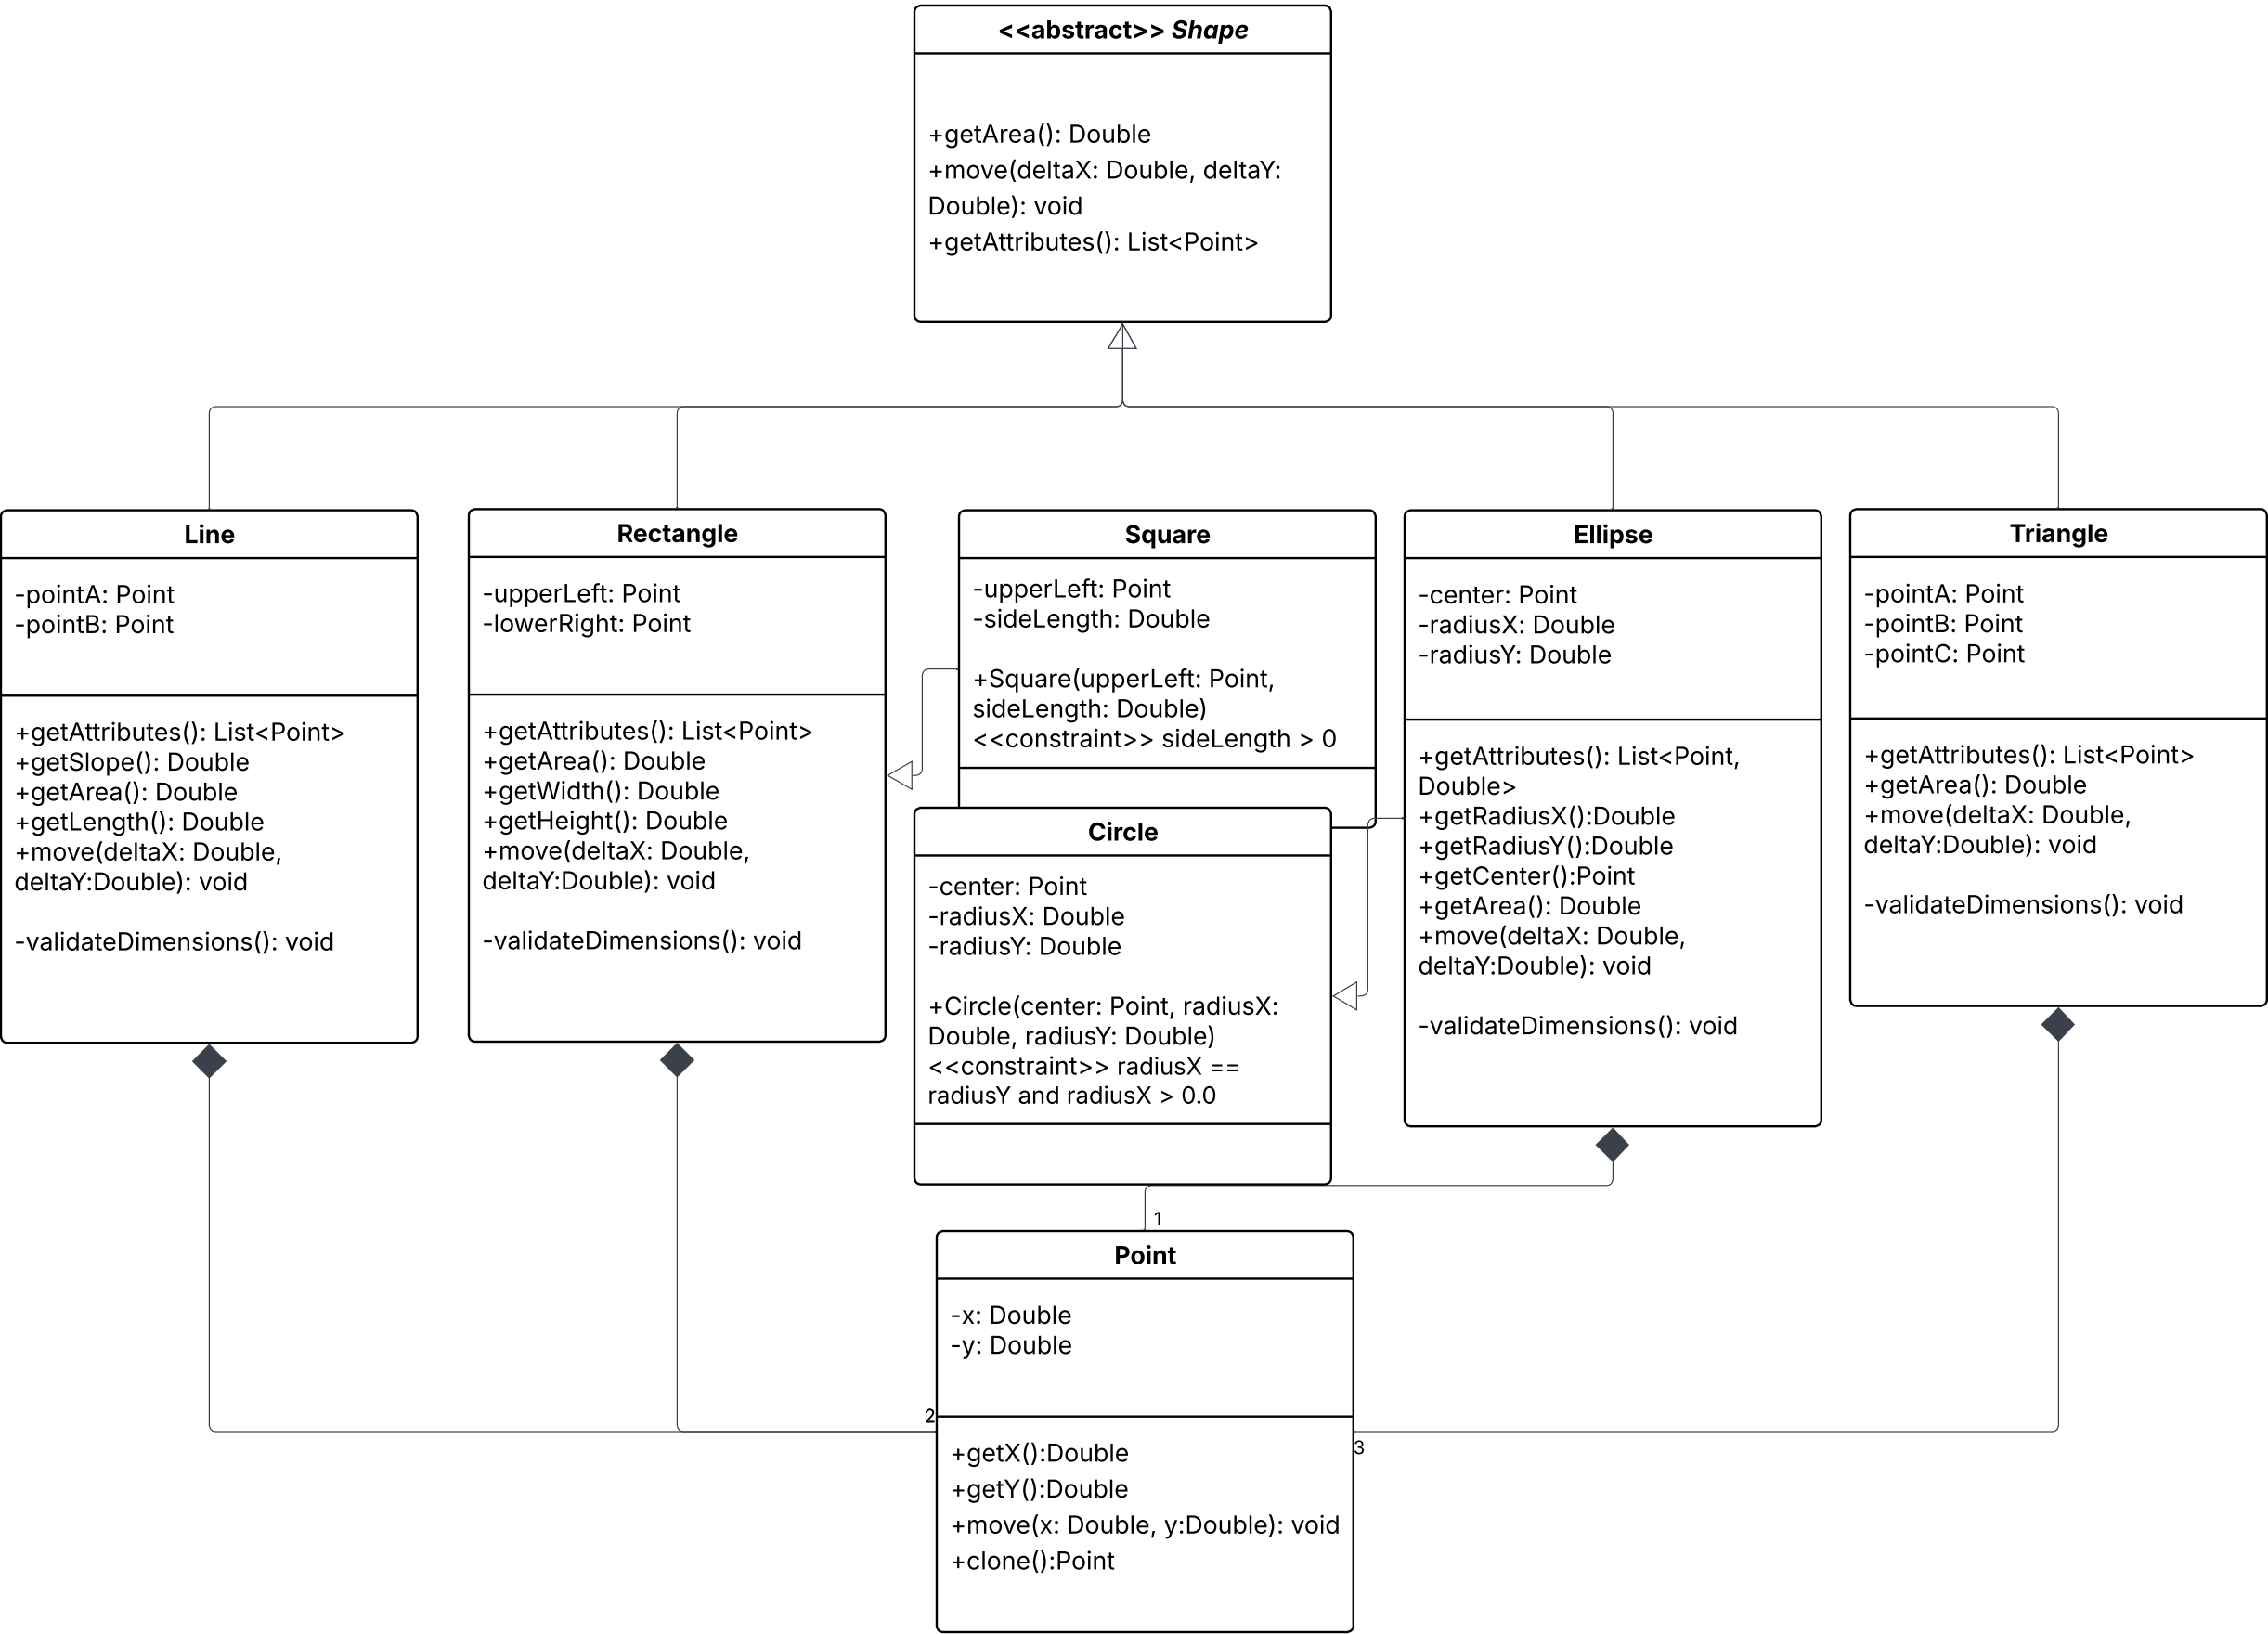 <<abstract>> Shape
+getArea(): Double
+move(deltaX: Double, deltaY:
Double): void
+getAttributes(): List<Point>
Line
-pointA: Point
-pointB: Point
+getAttributes(): List<Point>
+getSlope(): Double
+getArea(): Double
+getLength(): Double
+move(deltaX: Double,
deltaY:Double): void
-validateDimensions(): void
Rectangle
-upperLeft: Point
-lowerRight: Point
+getAttributes(): List<Point>
+getArea(): Double
+getWidth(): Double
+getHeight(): Double
+move(deltaX: Double,
deltaY:Double): void
-validateDimensions(): void
Square
-upperLeft: Point
-sideLength: Double
+Square(upperLeft: Point,
sideLength: Double)
<<constraint>> sideLength > 0
Circle
-center: Point
-radiusX: Double
-radiusY: Double
+Circle(center: Point, radiusX:
Double, radiusY: Double)
<<constraint>> radiusX ==
radiusY and radiusX > 0.0
Ellipse
-center: Point
-radiusX: Double
-radiusY: Double
+getAttributes(): List<Point,
Double>
+getRadiusX():Double
+getRadiusY():Double
+getCenter():Point
+getArea(): Double
+move(deltaX: Double,
deltaY:Double): void
-validateDimensions(): void
Triangle
-pointA: Point
-pointB: Point
-pointC: Point
+getAttributes(): List<Point>
+getArea(): Double
+move(deltaX: Double,
deltaY:Double): void
-validateDimensions(): void
1
Point
-x: Double
-y: Double
2
3
+getX():Double
+getY():Double
+move(x: Double, y:Double): void
+clone():Point